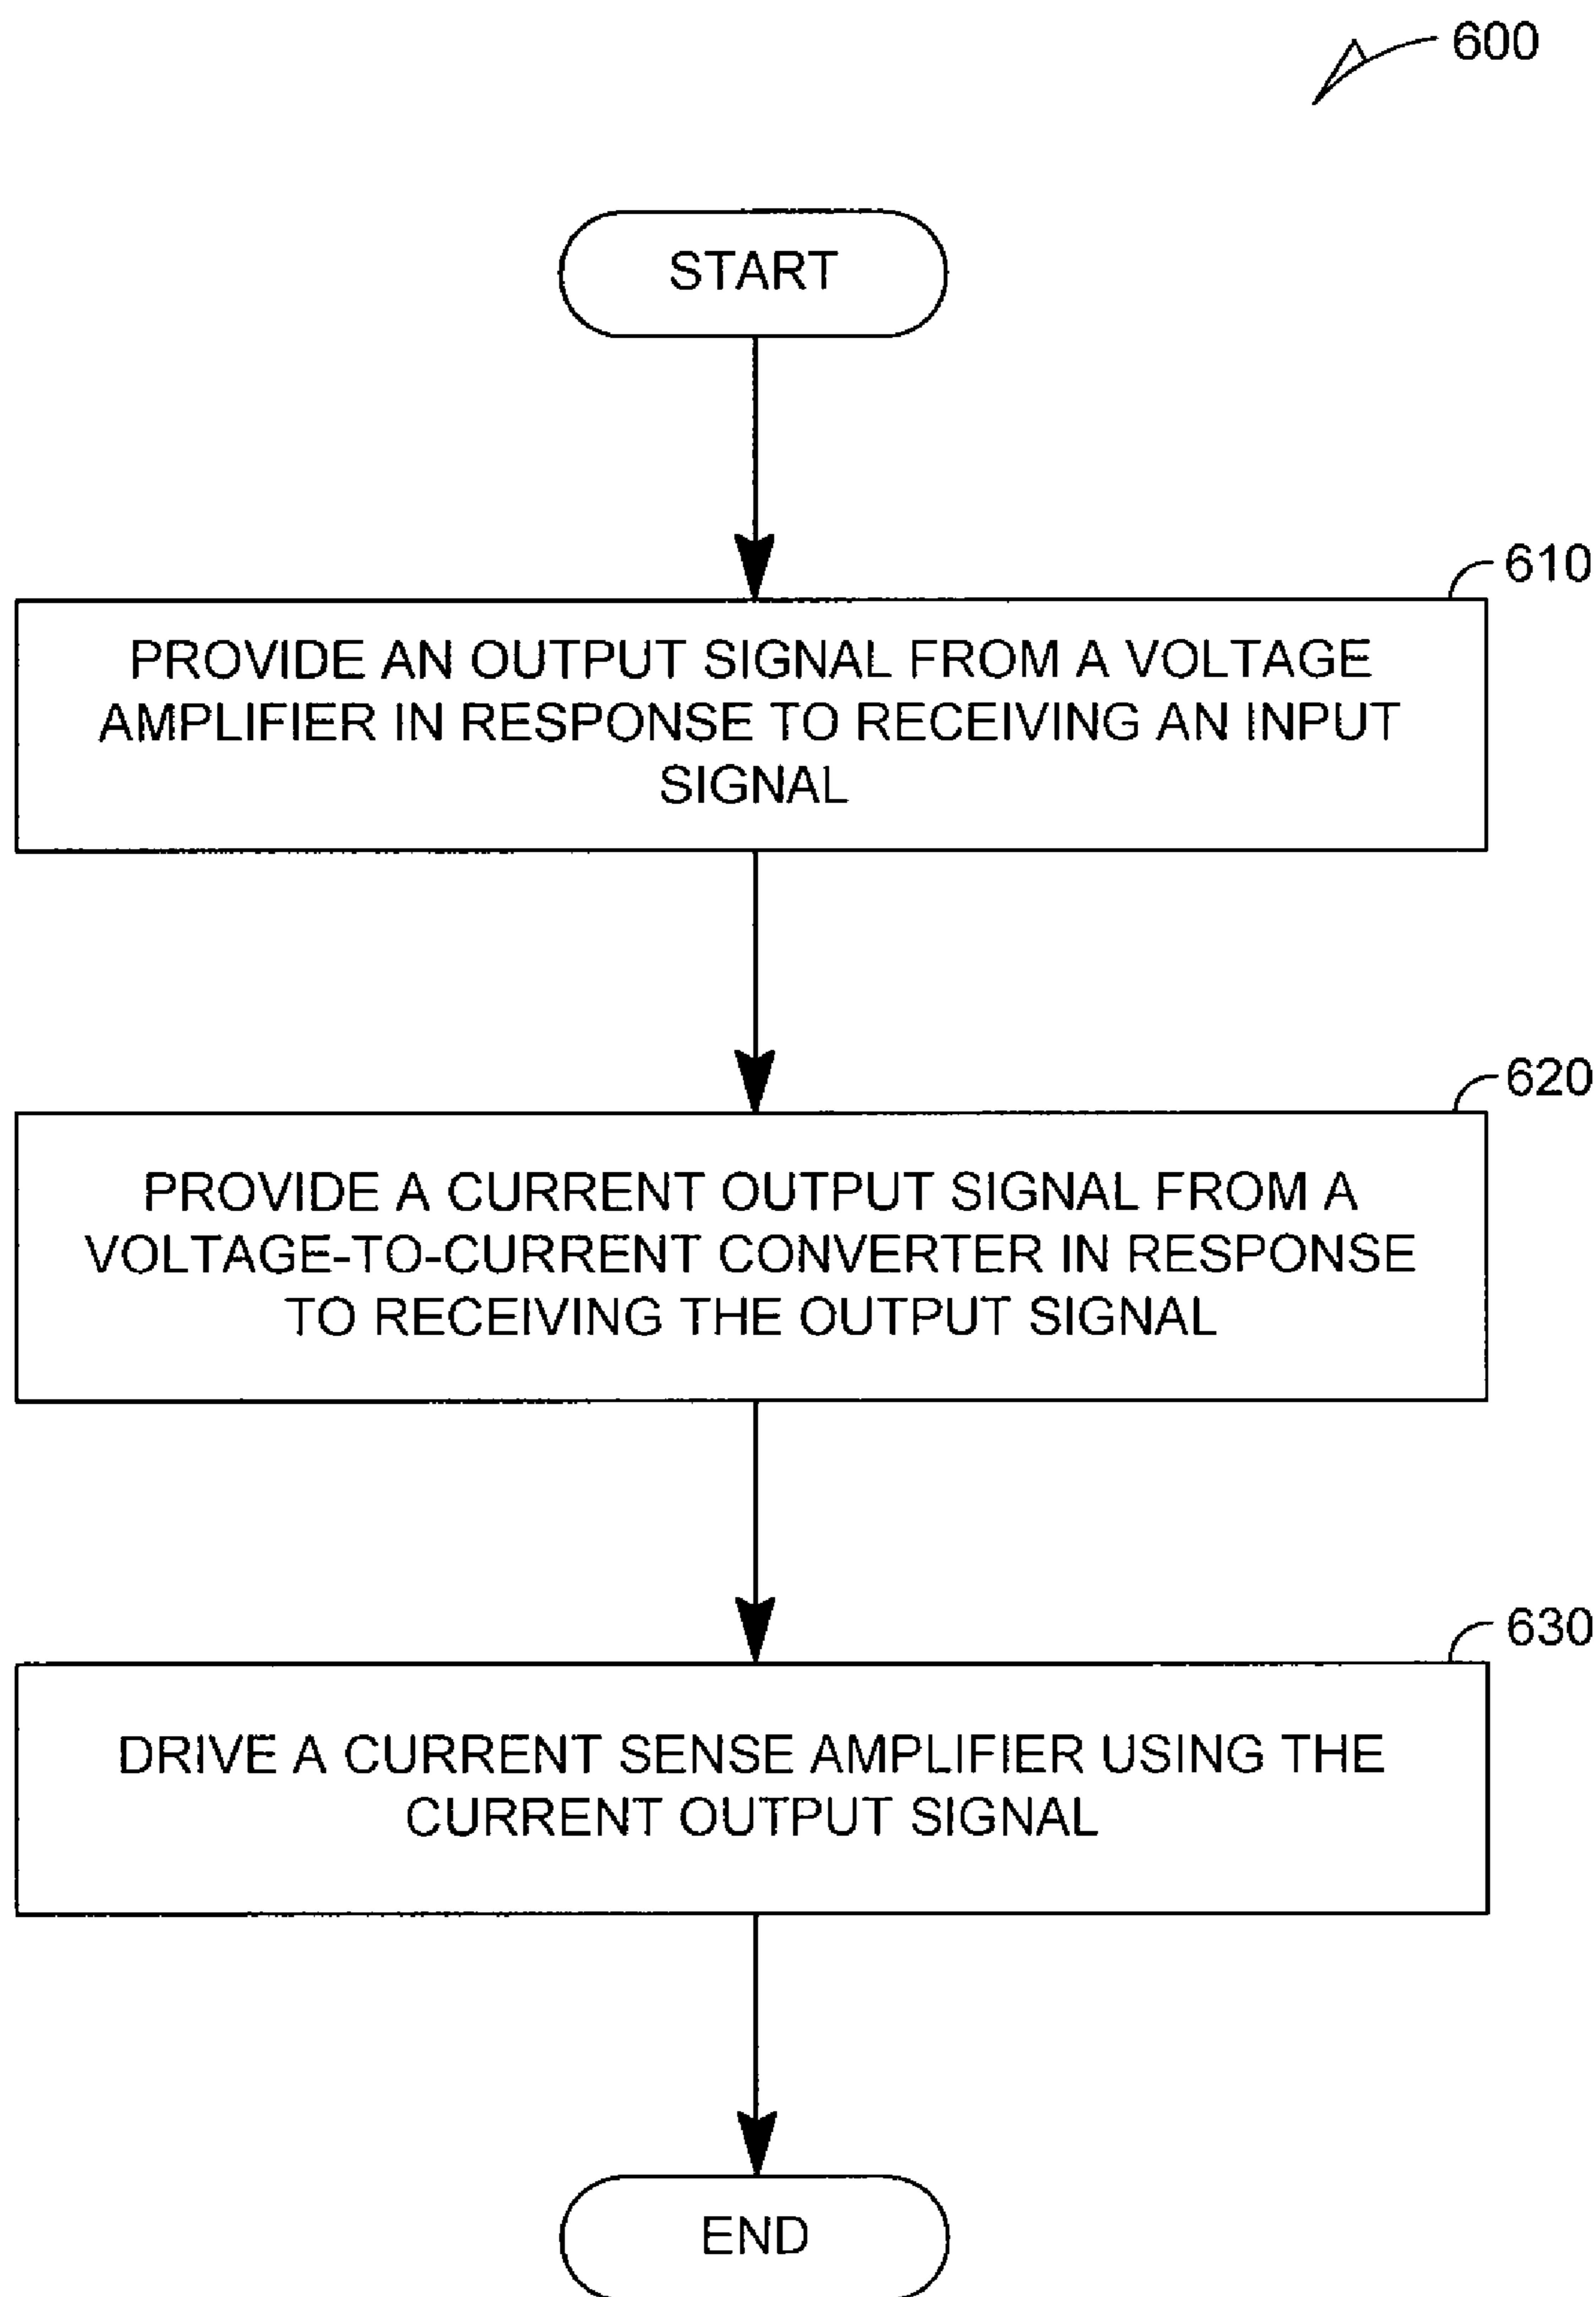 600
START
610
PROVIDE AN OUTPUT SIGNAL FROM A VOLTAGE
AMPLIFIER IN RESPONSE TO RECEIVING AN INPUT
SIGNAL
620
PROVIDE A CURRENT OUTPUT SIGNAL FROM A
VOLTAGE-TO-CURRENT CONVERTER IN RESPONSE
TO RECEIVING THE OUTPUT SIGNAL
630
DRIVE A CURRENT SENSE AMPLIFIER USING THE
CURRENT OUTPUT SIGNAL
END